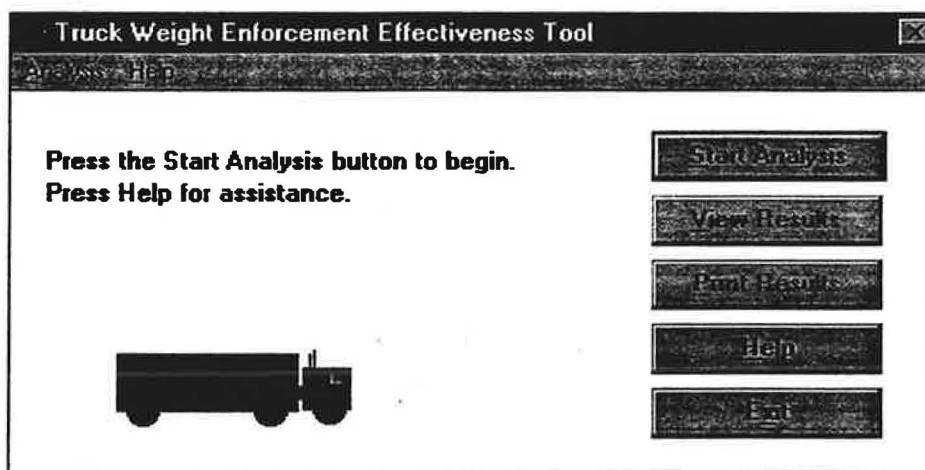 Truck Weight Enforcement Effectiveness Tool
Analysis Help
Press the Start Analysis button to begin.
Press Help for assistance.
Start Analysis
View Results
Print Results
Help
Exit